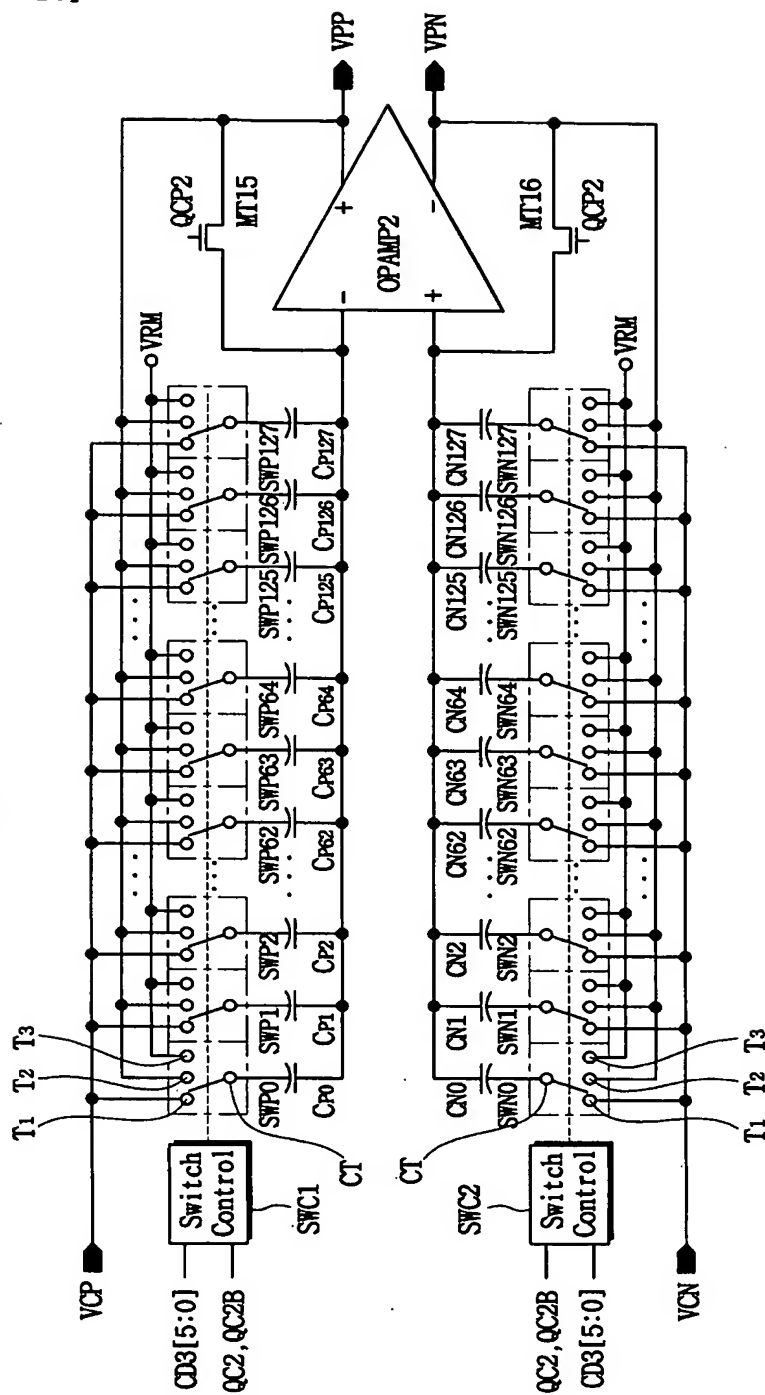 VCP
T1
T2
T3
VRM
QCP2
MT15
VPP
CD3[5:0]
QC2,QC2B
Switch
Control
SWC1
CT
SWP0
SWP1
SWP2
SWP62
SWP63
SWP64
SWP125
SWP126
SWP127
CP0
CP1
CP2
CP62
CP63
CP64
CP125
CP126
CP127
-
+
OPAMP2
+
-
CN0
CN1
CN2
CN62
CN63
CN64
CN125
CN126
CN127
SWN0
SWN1
SWN2
SWN62
SWN63
SWN64
SWN125
SWN126
SWN127
CT
SWC2
Switch
Control
QC2,QC2B
CD3[5:0]
MT16
QCP2
VPN
VRM
T1
T2
T3
VCN